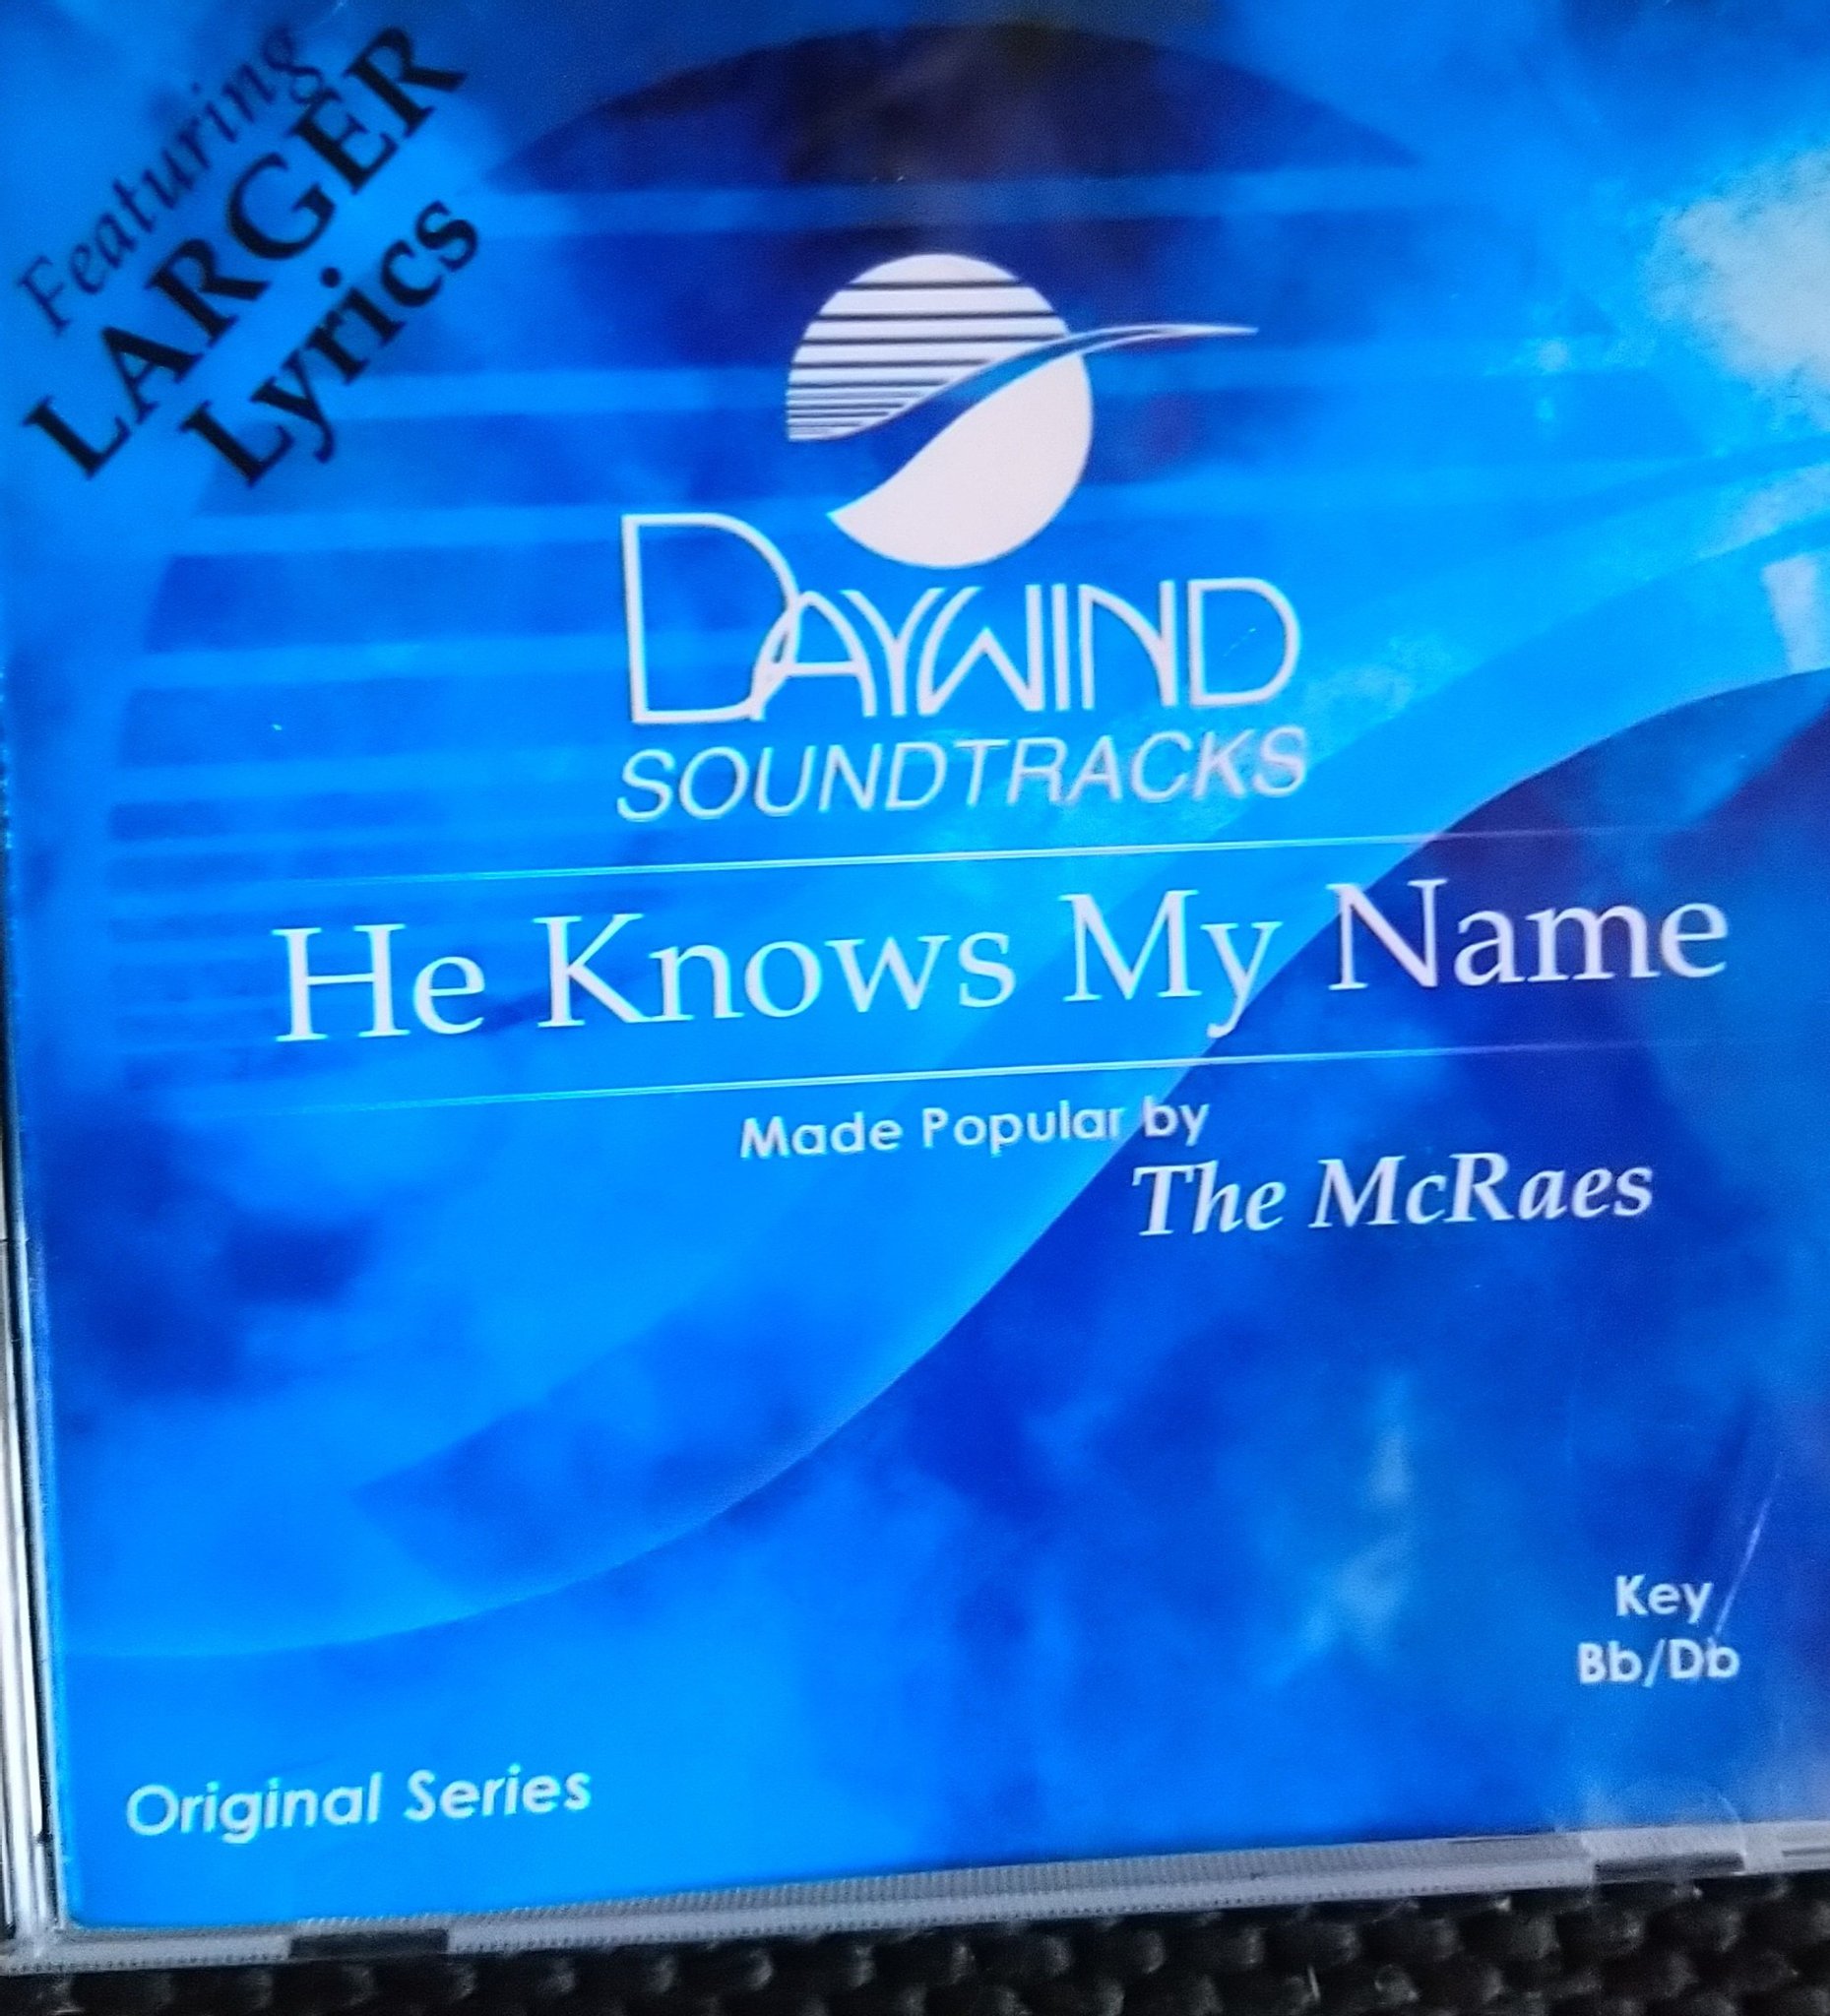 Featuring
LARGER
Lyrics
DAYWIND
SOUNDTRACKS
He Knows My Name
Made Popular by
The McRaes
Key
Bb/Db
Original Series